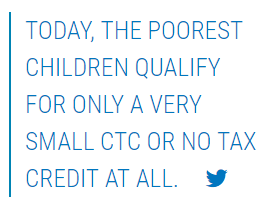 TODAY, THE POOREST
CHILDREN QUALIFY
FOR ONLY A VERY
SMALL CTC OR NO TAX
CREDIT AT ALL.